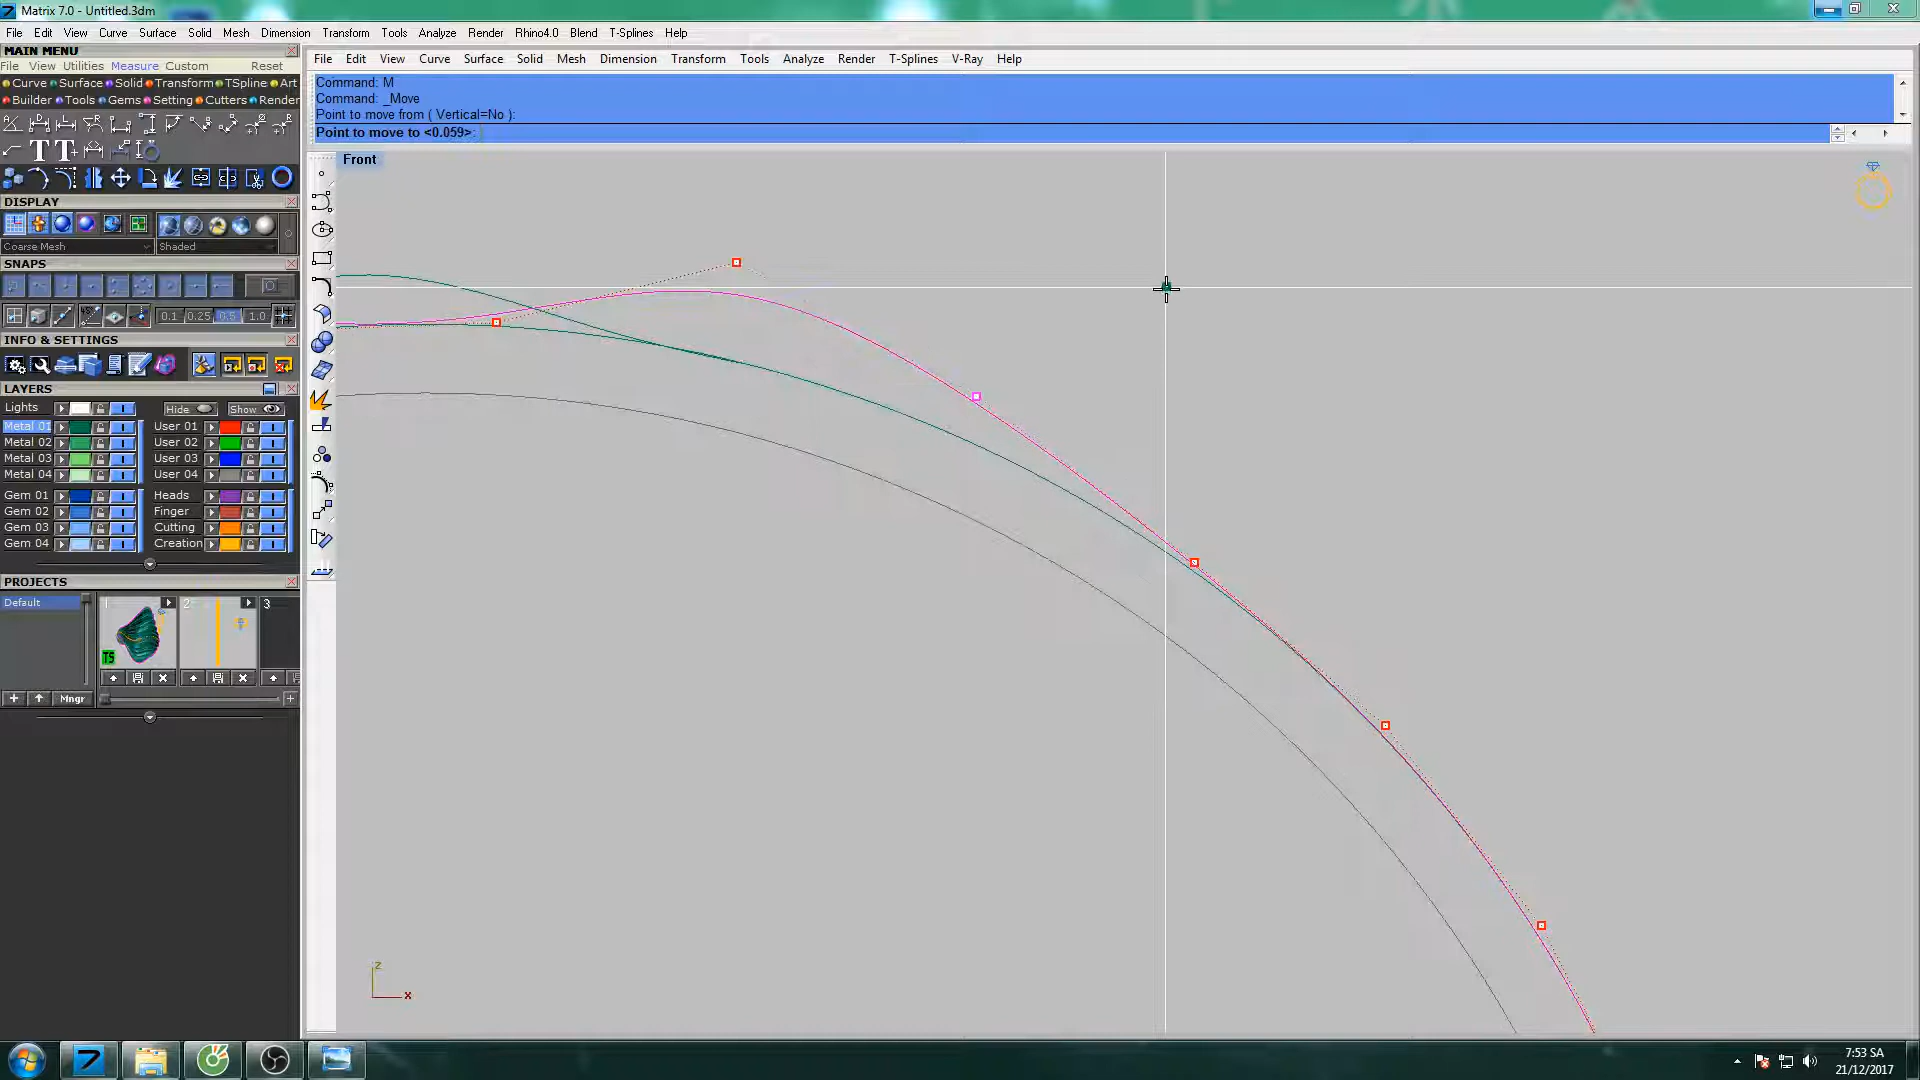 Matrix 7.0 - Untitled.3dm
File Edit View Curve Surface Solid Mesh Dimension Transform Tools Analyze Render Rhino4.0 Blend T-Splines Help
MAIN MENU
File View Utilities Measure Custom Reset
Curve Surface Solid Transform TSpline Art
Builder Tools Gems Setting Cutters Render
DISPLAY
Coarse Mesh Shaded
SNAPS
0.1 0.25 0.5 1.0
INFO & SETTINGS
LAYERS
Lights Hide Show
Metal 01 User 01
Metal 02 User 02
Metal 03 User 03
Metal 04 User 04
Gem 01 Heads
Gem 02 Finger
Gem 03 Cutting
Gem 04 Creation
PROJECTS
Default 1 2 3
TS
Mngr
File Edit View Curve Surface Solid Mesh Dimension Transform Tools Analyze Render T-Splines V-Ray Help
Command: M
Command: _Move
Point to move from ( Vertical=No ):
Point to move to <0.059>:
Front
z
x
7:53 SA
21/12/2017